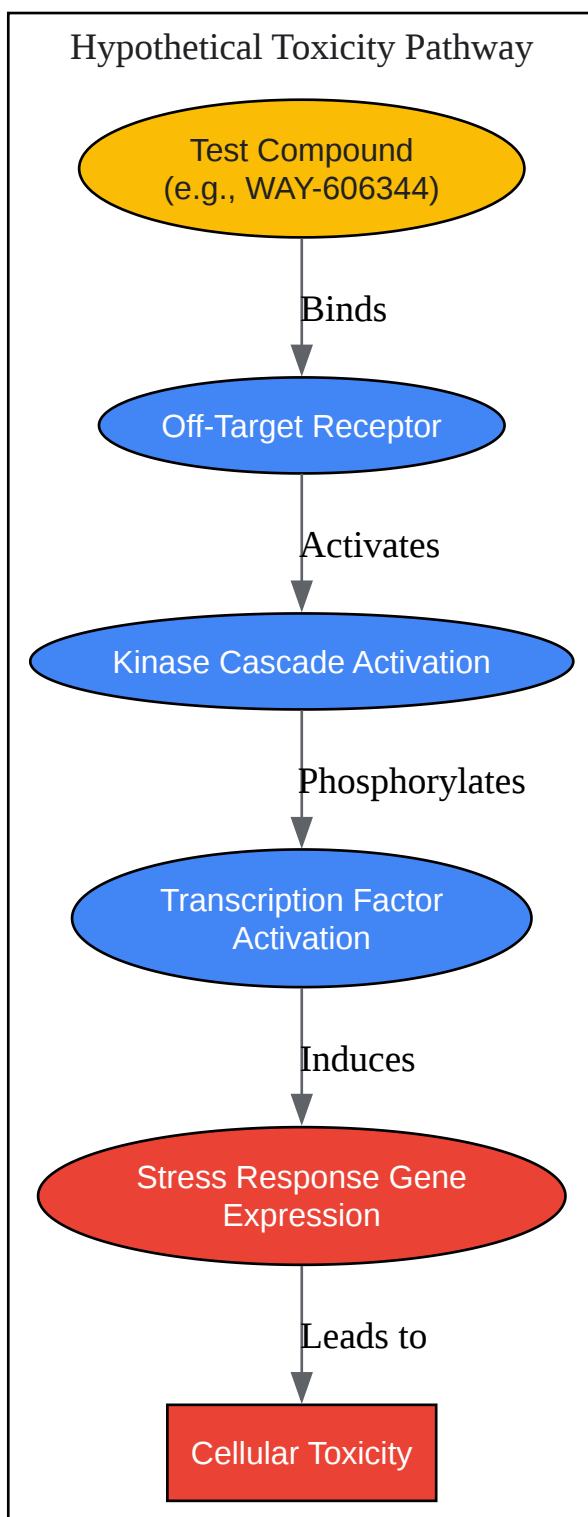 Hypothetical Toxicity Pathway
Test Compound
(e.g., WAY-606344)
Binds
Off-Target Receptor
Activates
Kinase Cascade Activation
Phosphorylates
Transcription Factor
Activation
Induces
Stress Response Gene
Expression
Leads to
Cellular Toxicity